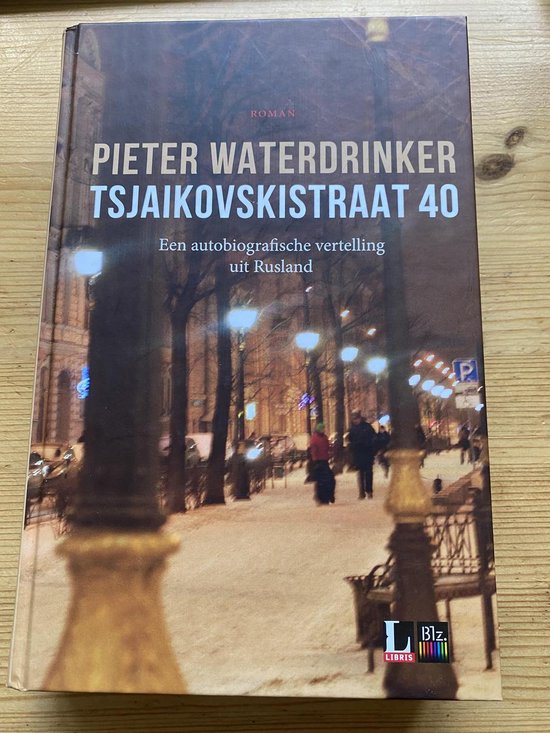 ROMAN
PIETER WATERDRINKER
TSJAIKOVSKISTRAAT 40
Een autobiografische vertelling
uit Rusland
P
L
LIBRIS
Blz.